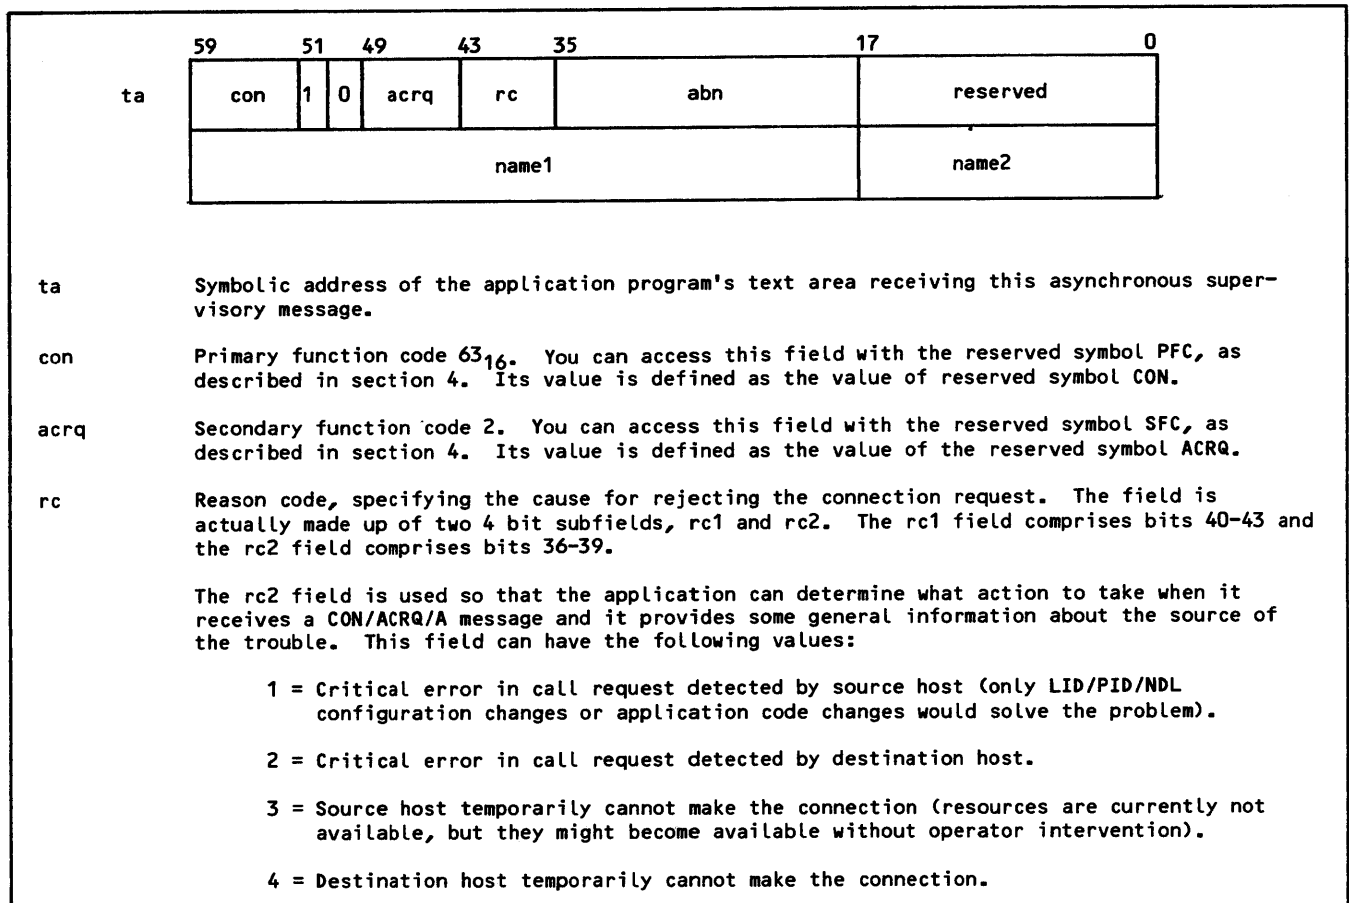 59 51 49 43 35 17 0
ta con 1 0 acrq rc abn reserved
name1 name2
ta Symbolic address of the application program's text area receiving this asynchronous super-
visory message.
con Primary function code 63₁₆. You can access this field with the reserved symbol PFC, as
described in section 4. Its value is defined as the value of reserved symbol CON.
acrq Secondary function code 2. You can access this field with the reserved symbol SFC, as
described in section 4. Its value is defined as the value of the reserved symbol ACRQ.
rc Reason code, specifying the cause for rejecting the connection request. The field is
actually made up of two 4 bit subfields, rc1 and rc2. The rc1 field comprises bits 40-43 and
the rc2 field comprises bits 36-39.
The rc2 field is used so that the application can determine what action to take when it
receives a CON/ACRQ/A message and it provides some general information about the source of
the trouble. This field can have the following values:
1 = Critical error in call request detected by source host (only LID/PID/NDL
configuration changes or application code changes would solve the problem).
2 = Critical error in call request detected by destination host.
3 = Source host temporarily cannot make the connection (resources are currently not
available, but they might become available without operator intervention).
4 = Destination host temporarily cannot make the connection.